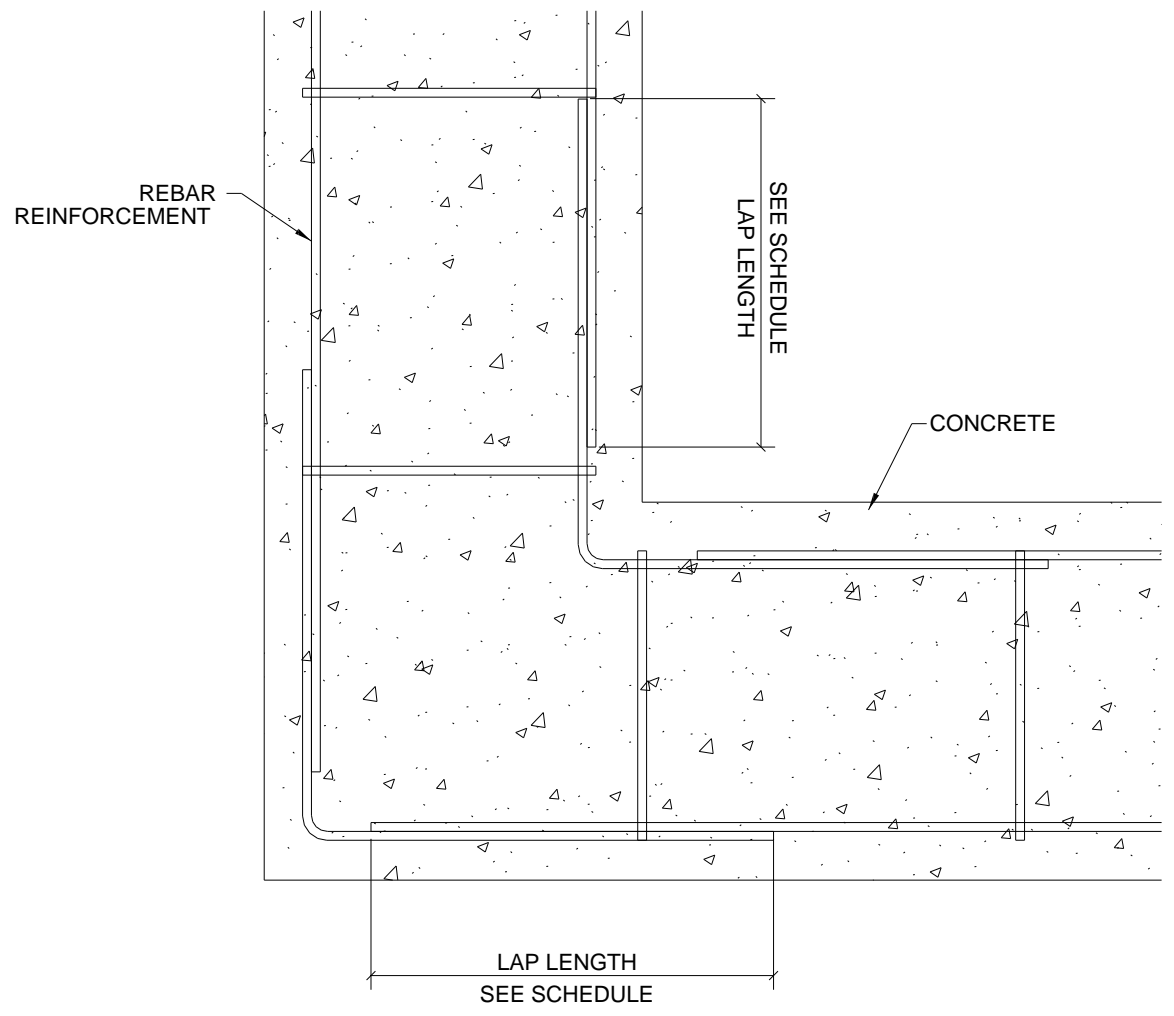 REBAR
REINFORCEMENT
SEE SCHEDULE
LAP LENGTH
CONCRETE
LAP LENGTH
SEE SCHEDULE